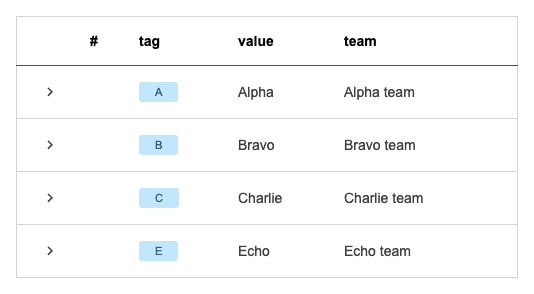 # tag value team
A Alpha Alpha team
B Bravo Bravo team
C Charlie Charlie team
E Echo Echo team